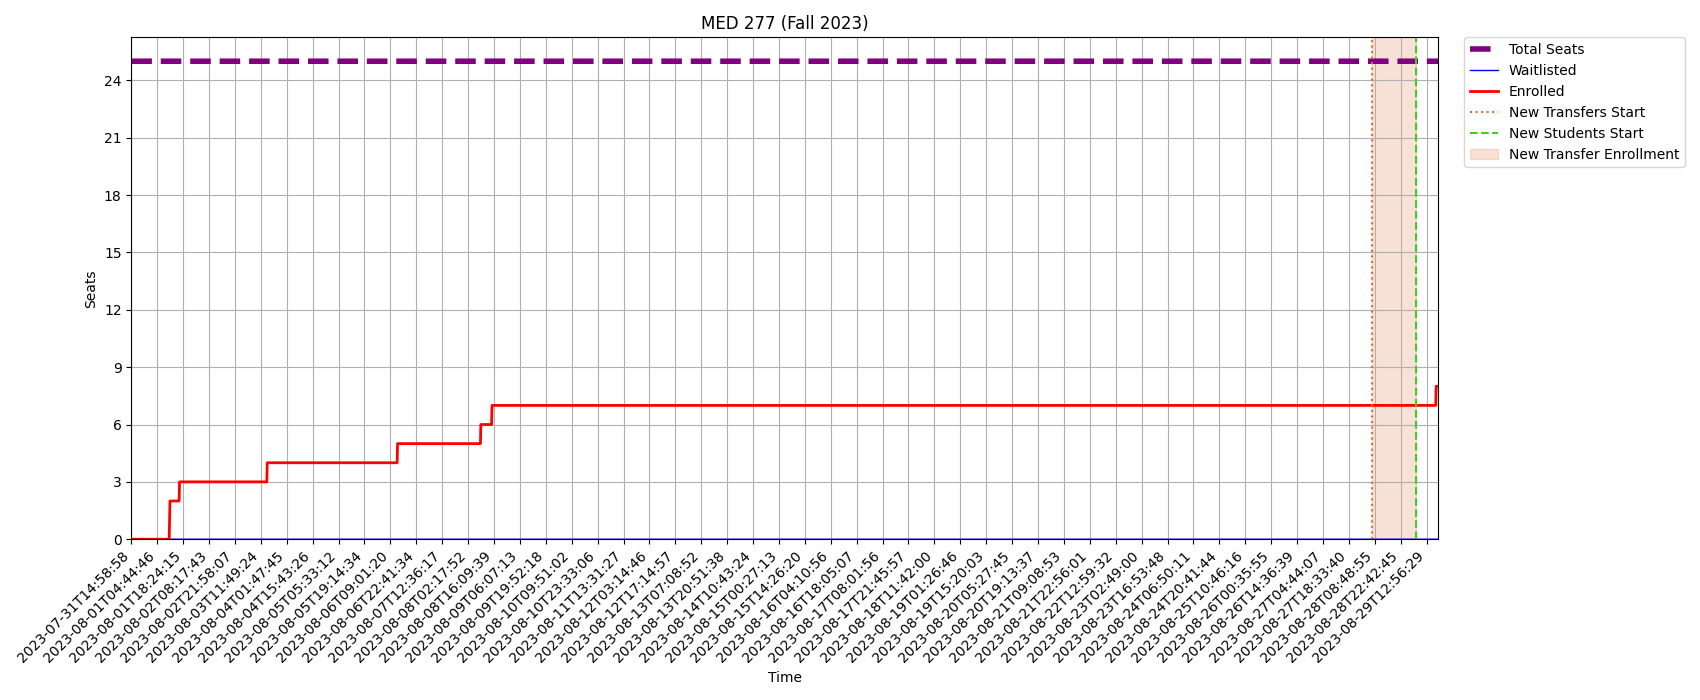 MED 277 (Fall 2023)
Total Seats
Waitlisted
Enrolled
New Transfers Start
New Students Start
New Transfer Enrollment
Seats
24
21
18
15
12
9
6
3
0
2023-07-31T14:58:58
2023-08-01T04:44:46
2023-08-01T18:24:15
2023-08-02T08:17:43
2023-08-02T21:58:07
2023-08-03T11:49:24
2023-08-04T01:47:45
2023-08-04T15:43:26
2023-08-05T05:33:12
2023-08-05T19:14:34
2023-08-06T09:01:20
2023-08-06T22:41:34
2023-08-07T12:36:17
2023-08-08T02:17:52
2023-08-08T16:09:39
2023-08-09T06:07:13
2023-08-09T19:52:18
2023-08-10T09:51:02
2023-08-10T23:33:06
2023-08-11T13:31:27
2023-08-12T03:14:46
2023-08-12T17:14:57
2023-08-13T07:08:52
2023-08-13T20:51:38
2023-08-14T10:43:24
2023-08-15T00:27:13
2023-08-15T14:26:20
2023-08-16T04:10:56
2023-08-16T18:05:07
2023-08-17T08:01:56
2023-08-17T21:45:57
2023-08-18T11:42:00
2023-08-19T01:26:46
2023-08-19T15:20:03
2023-08-20T05:27:45
2023-08-20T19:13:37
2023-08-21T09:08:53
2023-08-21T22:56:01
2023-08-22T12:59:32
2023-08-23T02:49:00
2023-08-23T16:53:48
2023-08-24T06:50:11
2023-08-24T20:41:44
2023-08-25T10:46:16
2023-08-26T00:35:55
2023-08-26T14:36:39
2023-08-27T04:44:07
2023-08-27T18:33:40
2023-08-28T08:48:55
2023-08-28T22:42:45
2023-08-29T12:56:29
Time